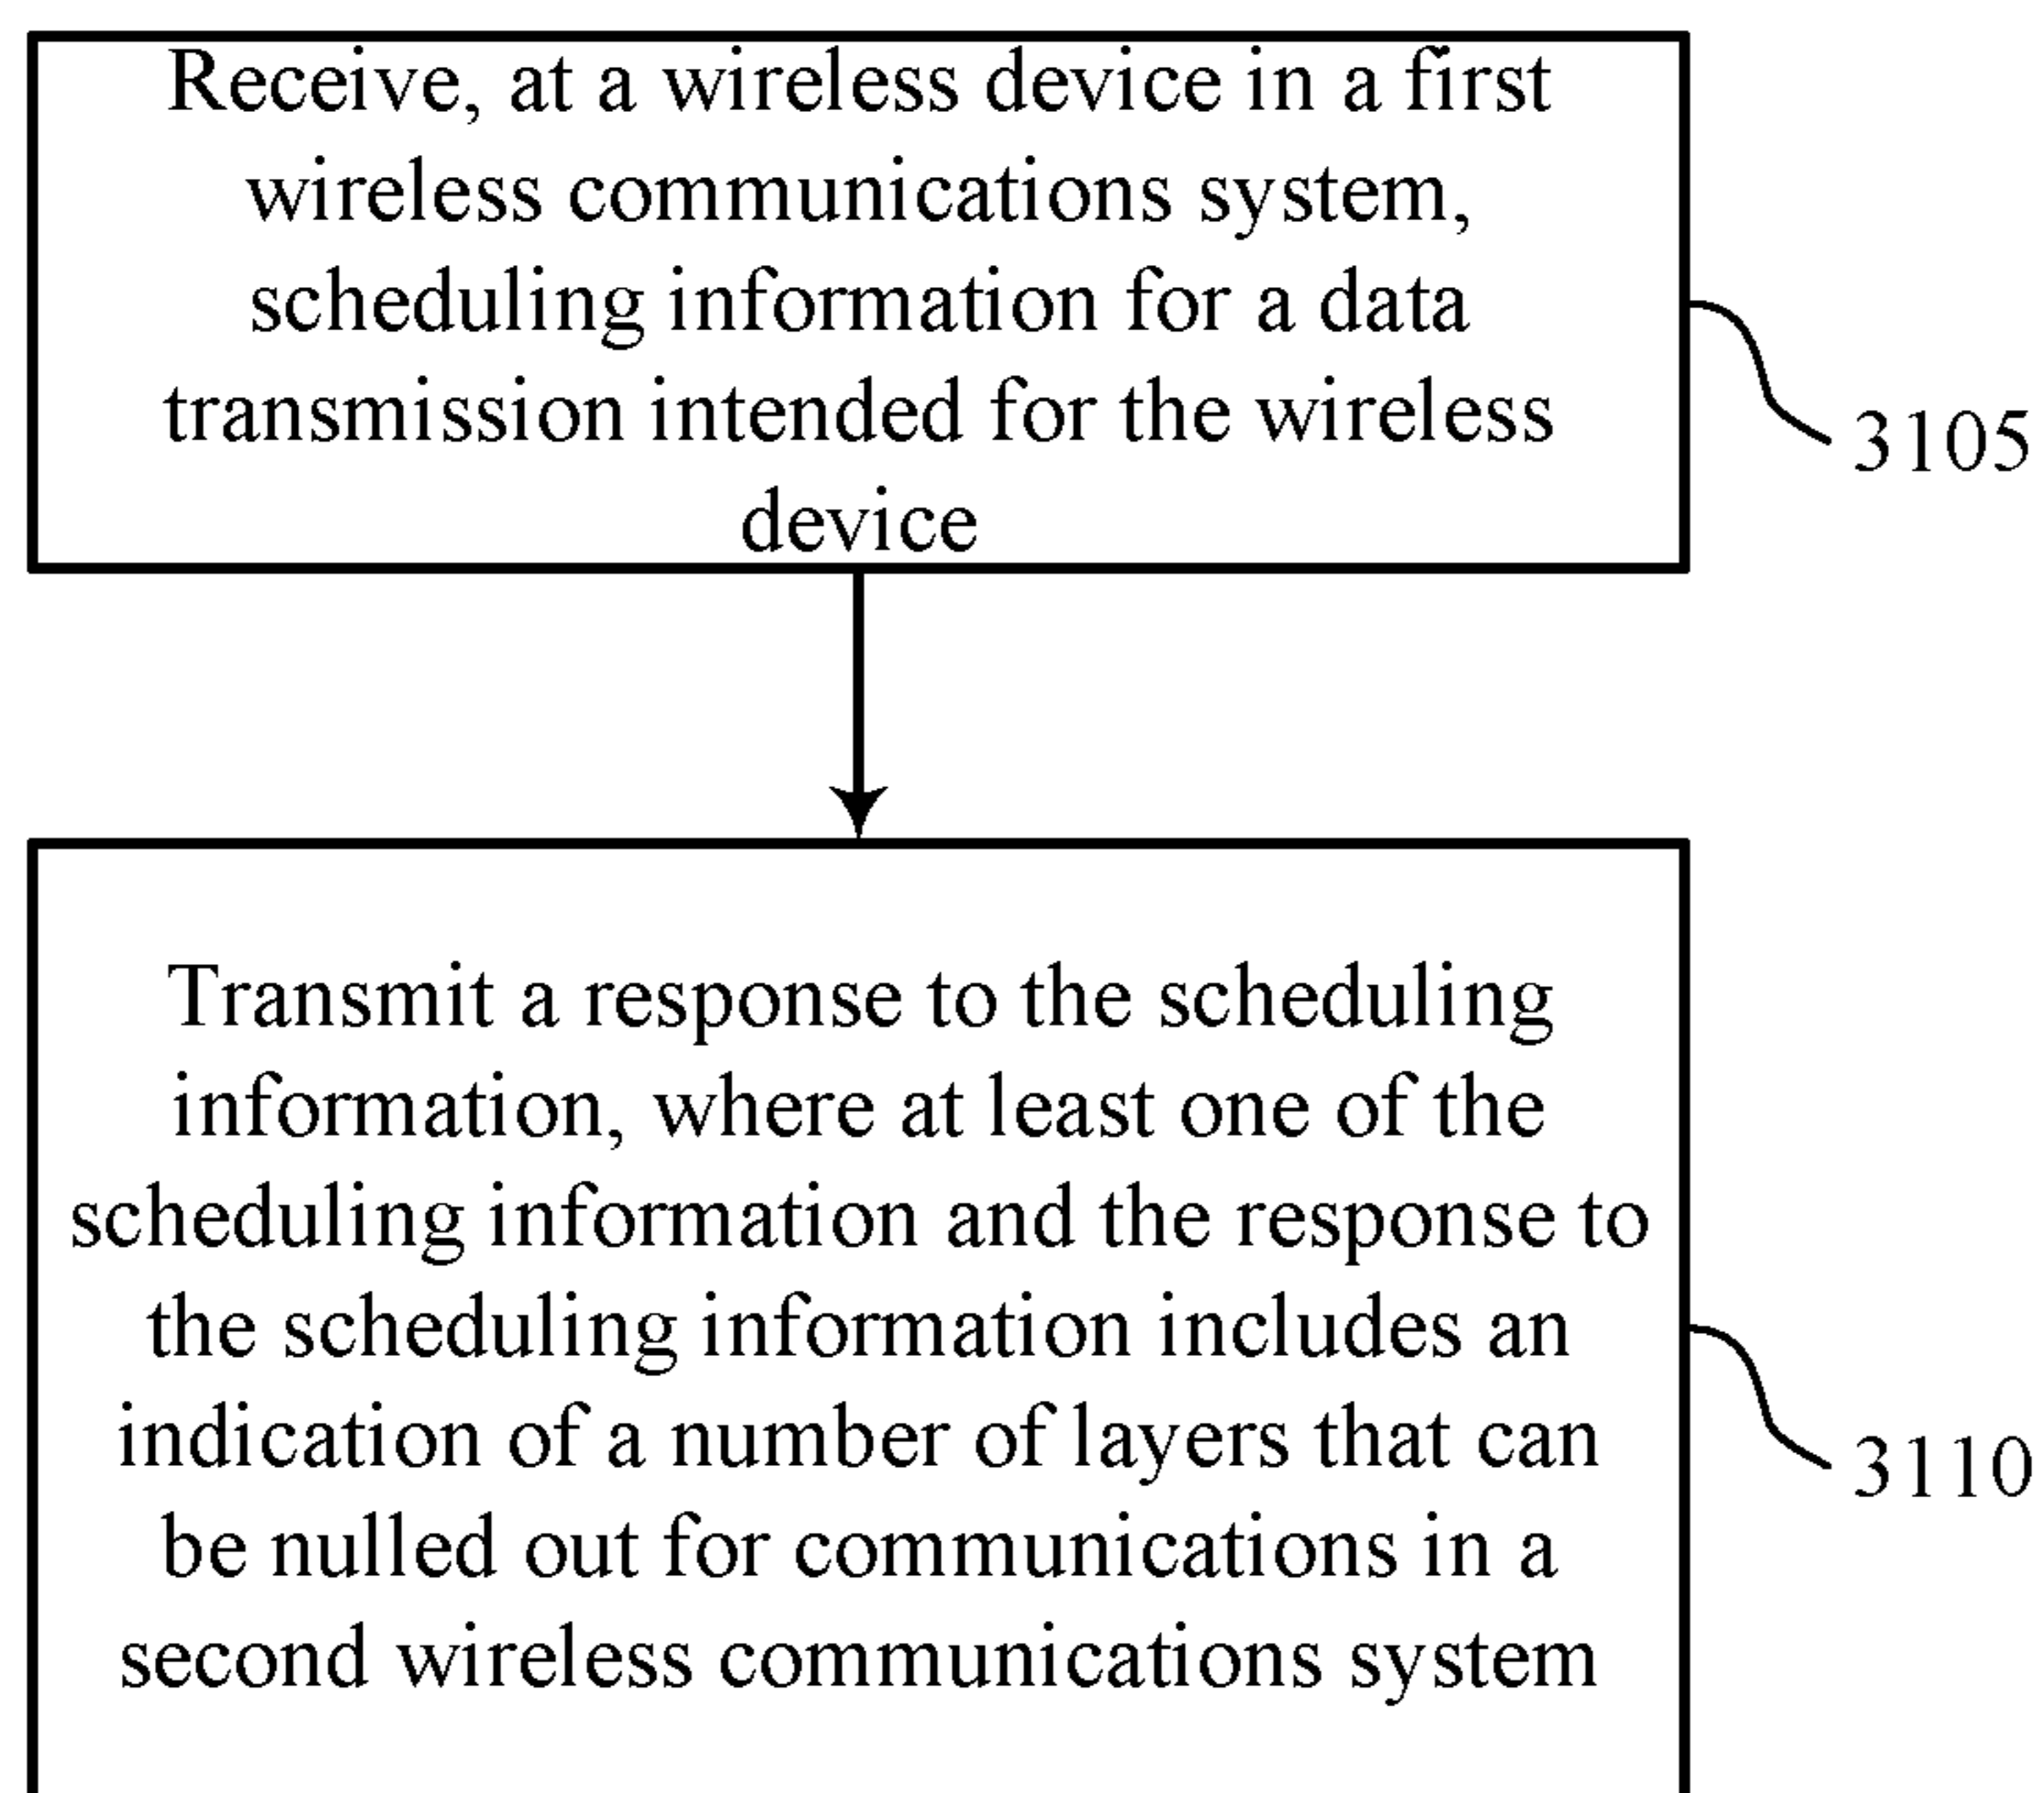 Receive, at a wireless device in a first
wireless communications system,
scheduling information for a data
transmission intended for the wireless
device
3105
Transmit a response to the scheduling
information, where at least one of the
scheduling information and the response to
the scheduling information includes an
indication of a number of layers that can
be nulled out for communications in a
second wireless communications system
3110